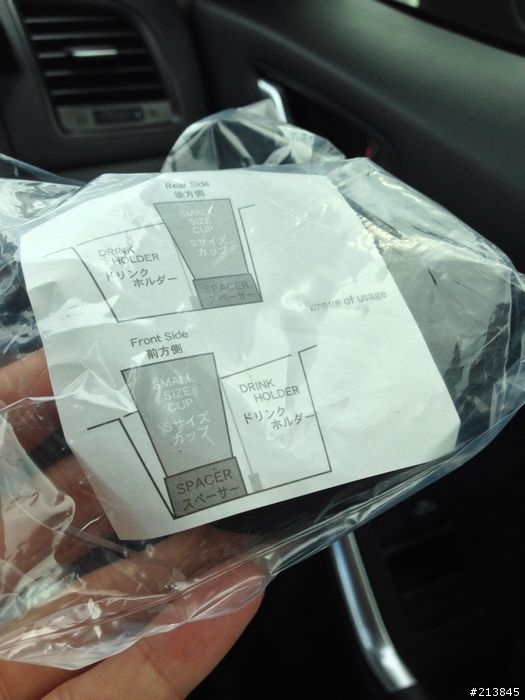 Rear Side
後方側
SMALL
SIZE
CUP
Sサイズ
カップ
DRINK
HOLDER
ドリンク
ホルダー
SPACER
スペーサー
Image of usage
Front Side
前方側
SMALL
SIZE
CUP
Sサイズ
カップ
DRINK
HOLDER
ドリンク
ホルダー
SPACER
スペーサー
#213845